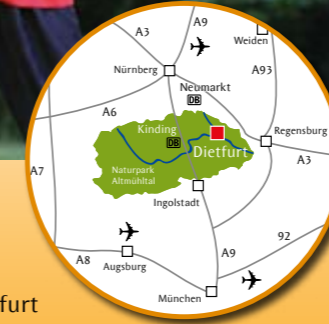 A9
A3
Weiden
Nürnberg
A93
Neumarkt
DB
A6
Kinding
DB
Regensburg
Dietfurt
A7
Naturpark
Altmühltal
A3
Ingolstadt
92
A8
A9
Augsburg
München
furt